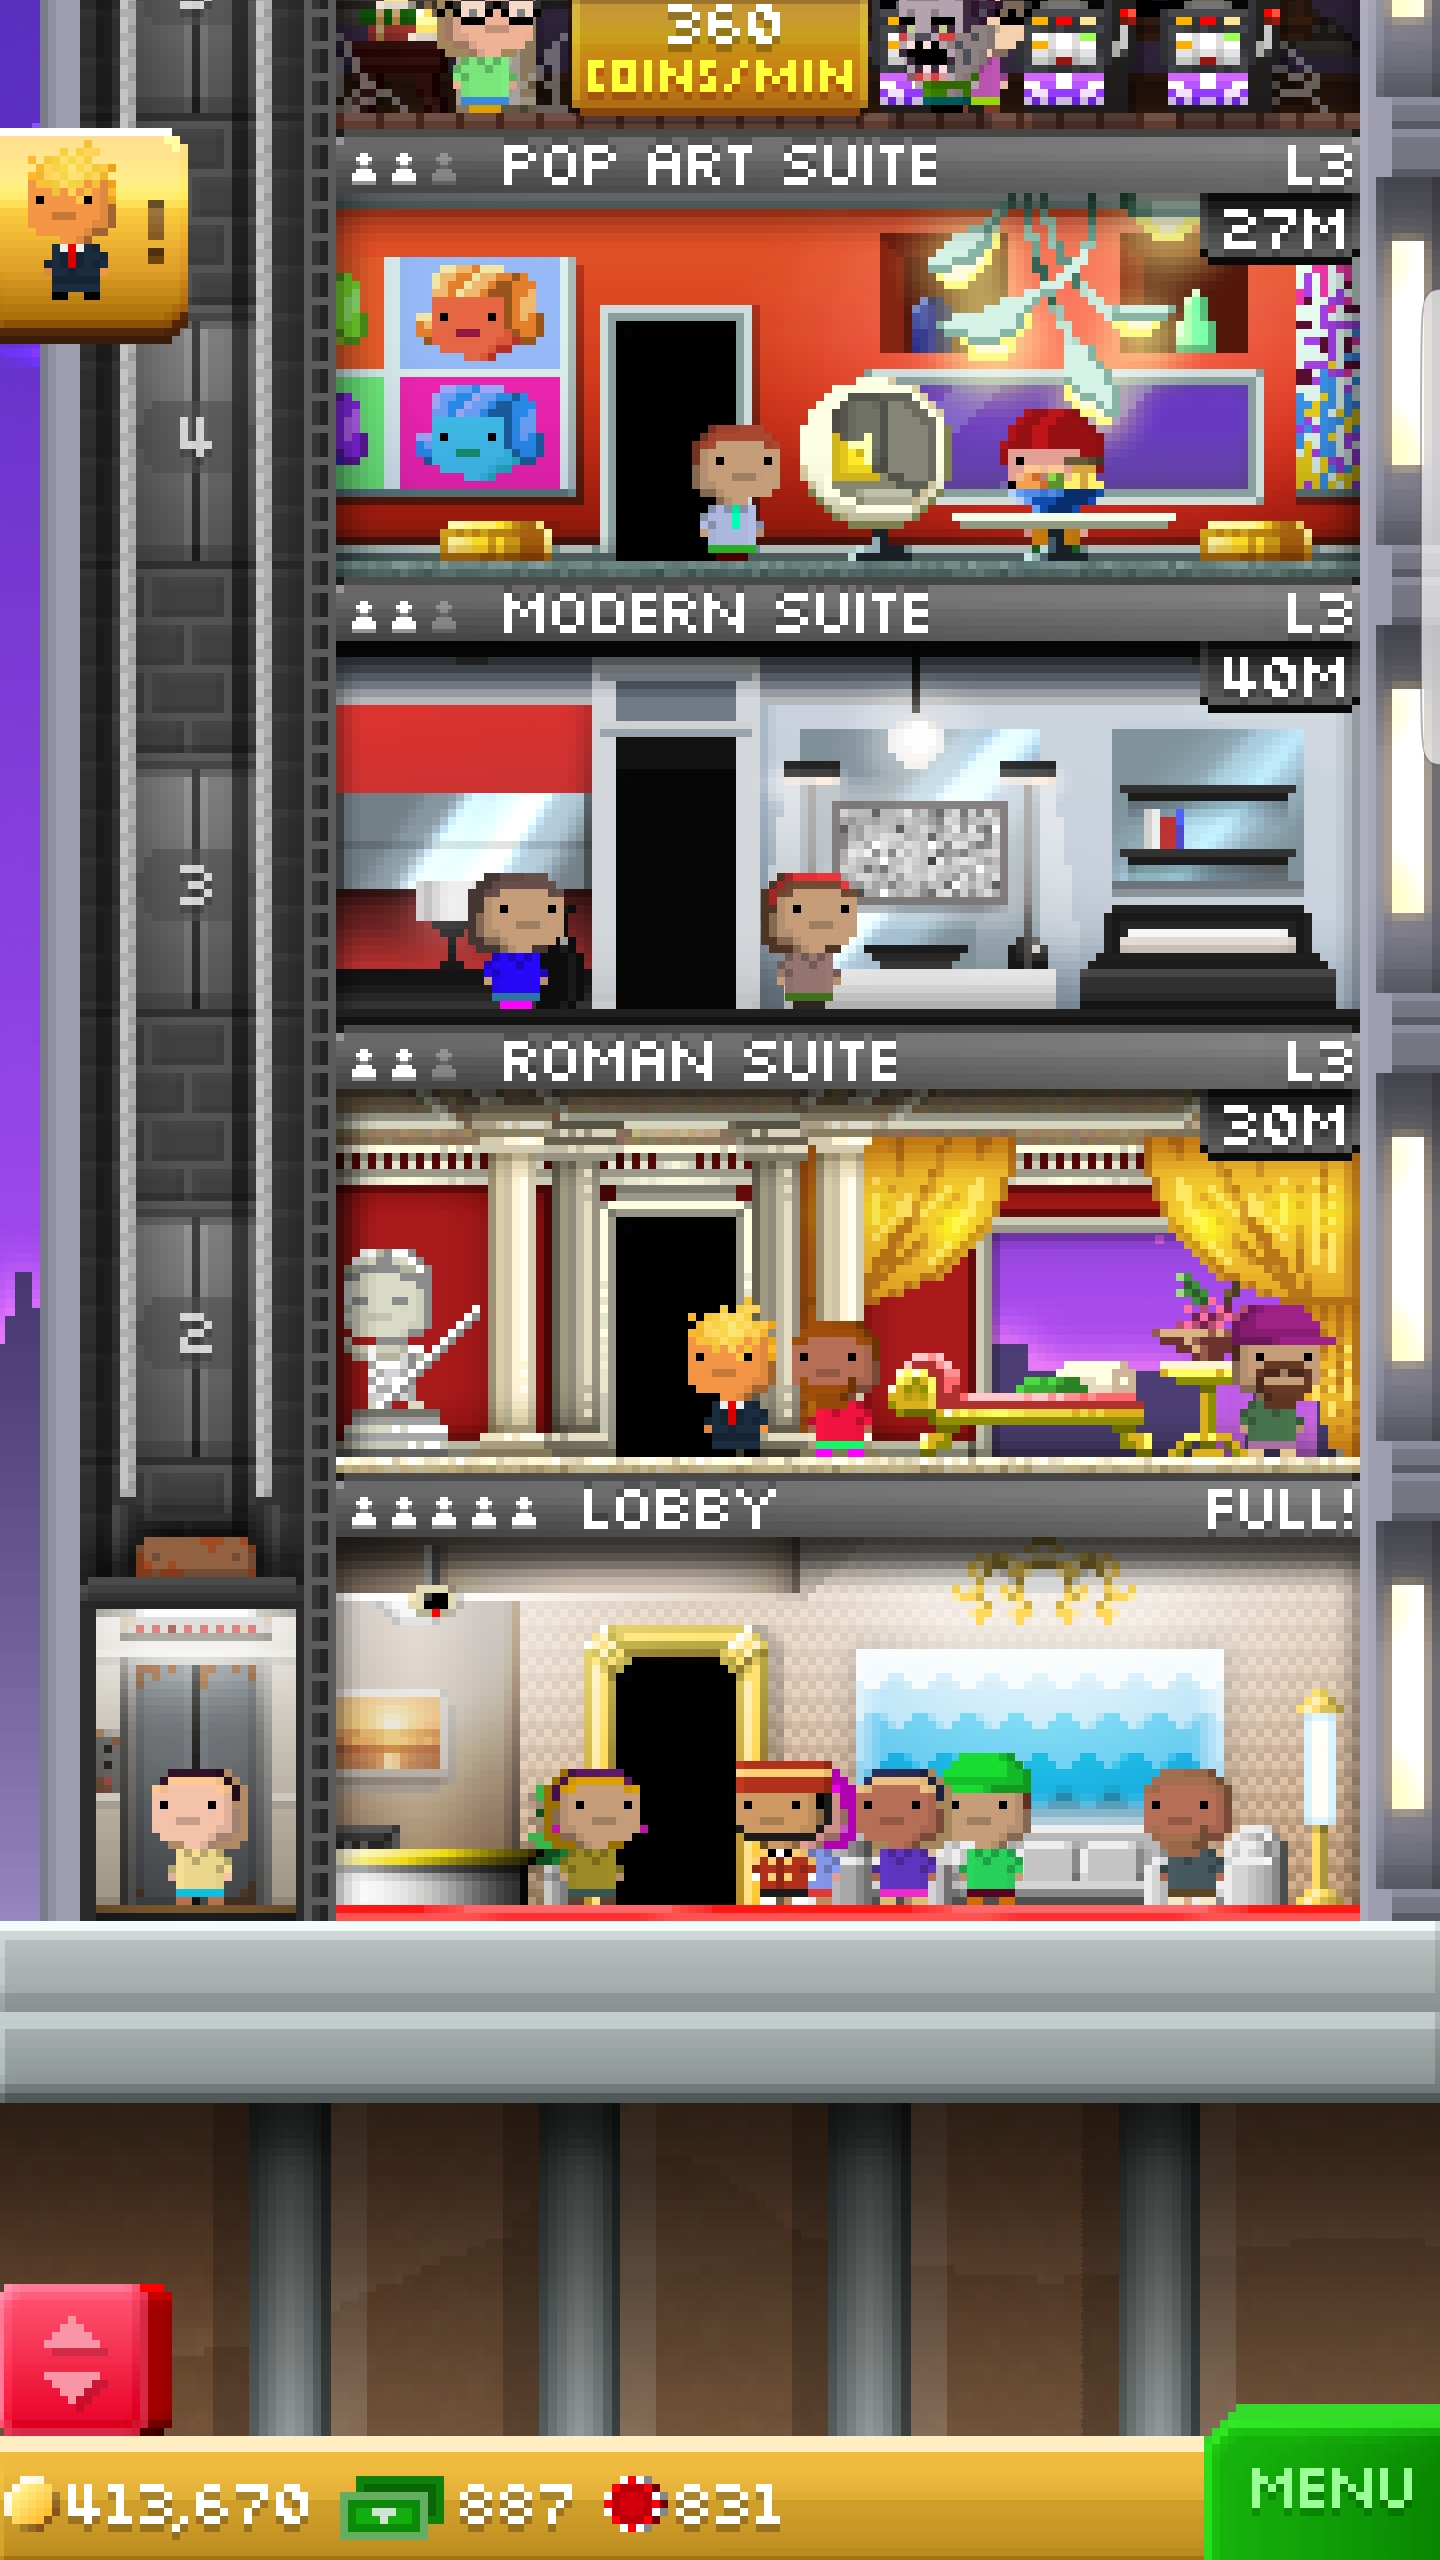 360
COINS/MIN
POP ART SUITE L3
27M
!
4
MODERN SUITE L3
40M
3
ROMAN SUITE L3
30M
2
LOBBY FULL!
413,670 887 831
MENU